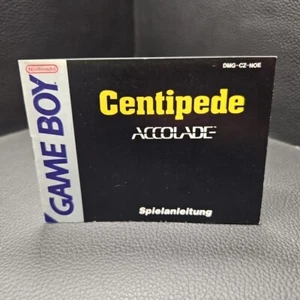 Nintendo
GAME BOY
DMG-CZ-NOE
Centipede
ACCOLADE
Spielanleitung